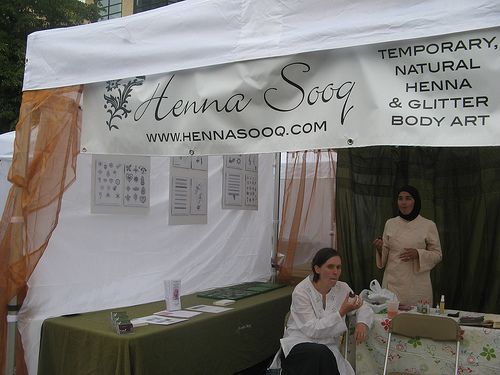 Henna Sooq
WWW.HENNASOOQ.COM
TEMPORARY,
NATURAL
HENNA
& GLITTER
BODY ART